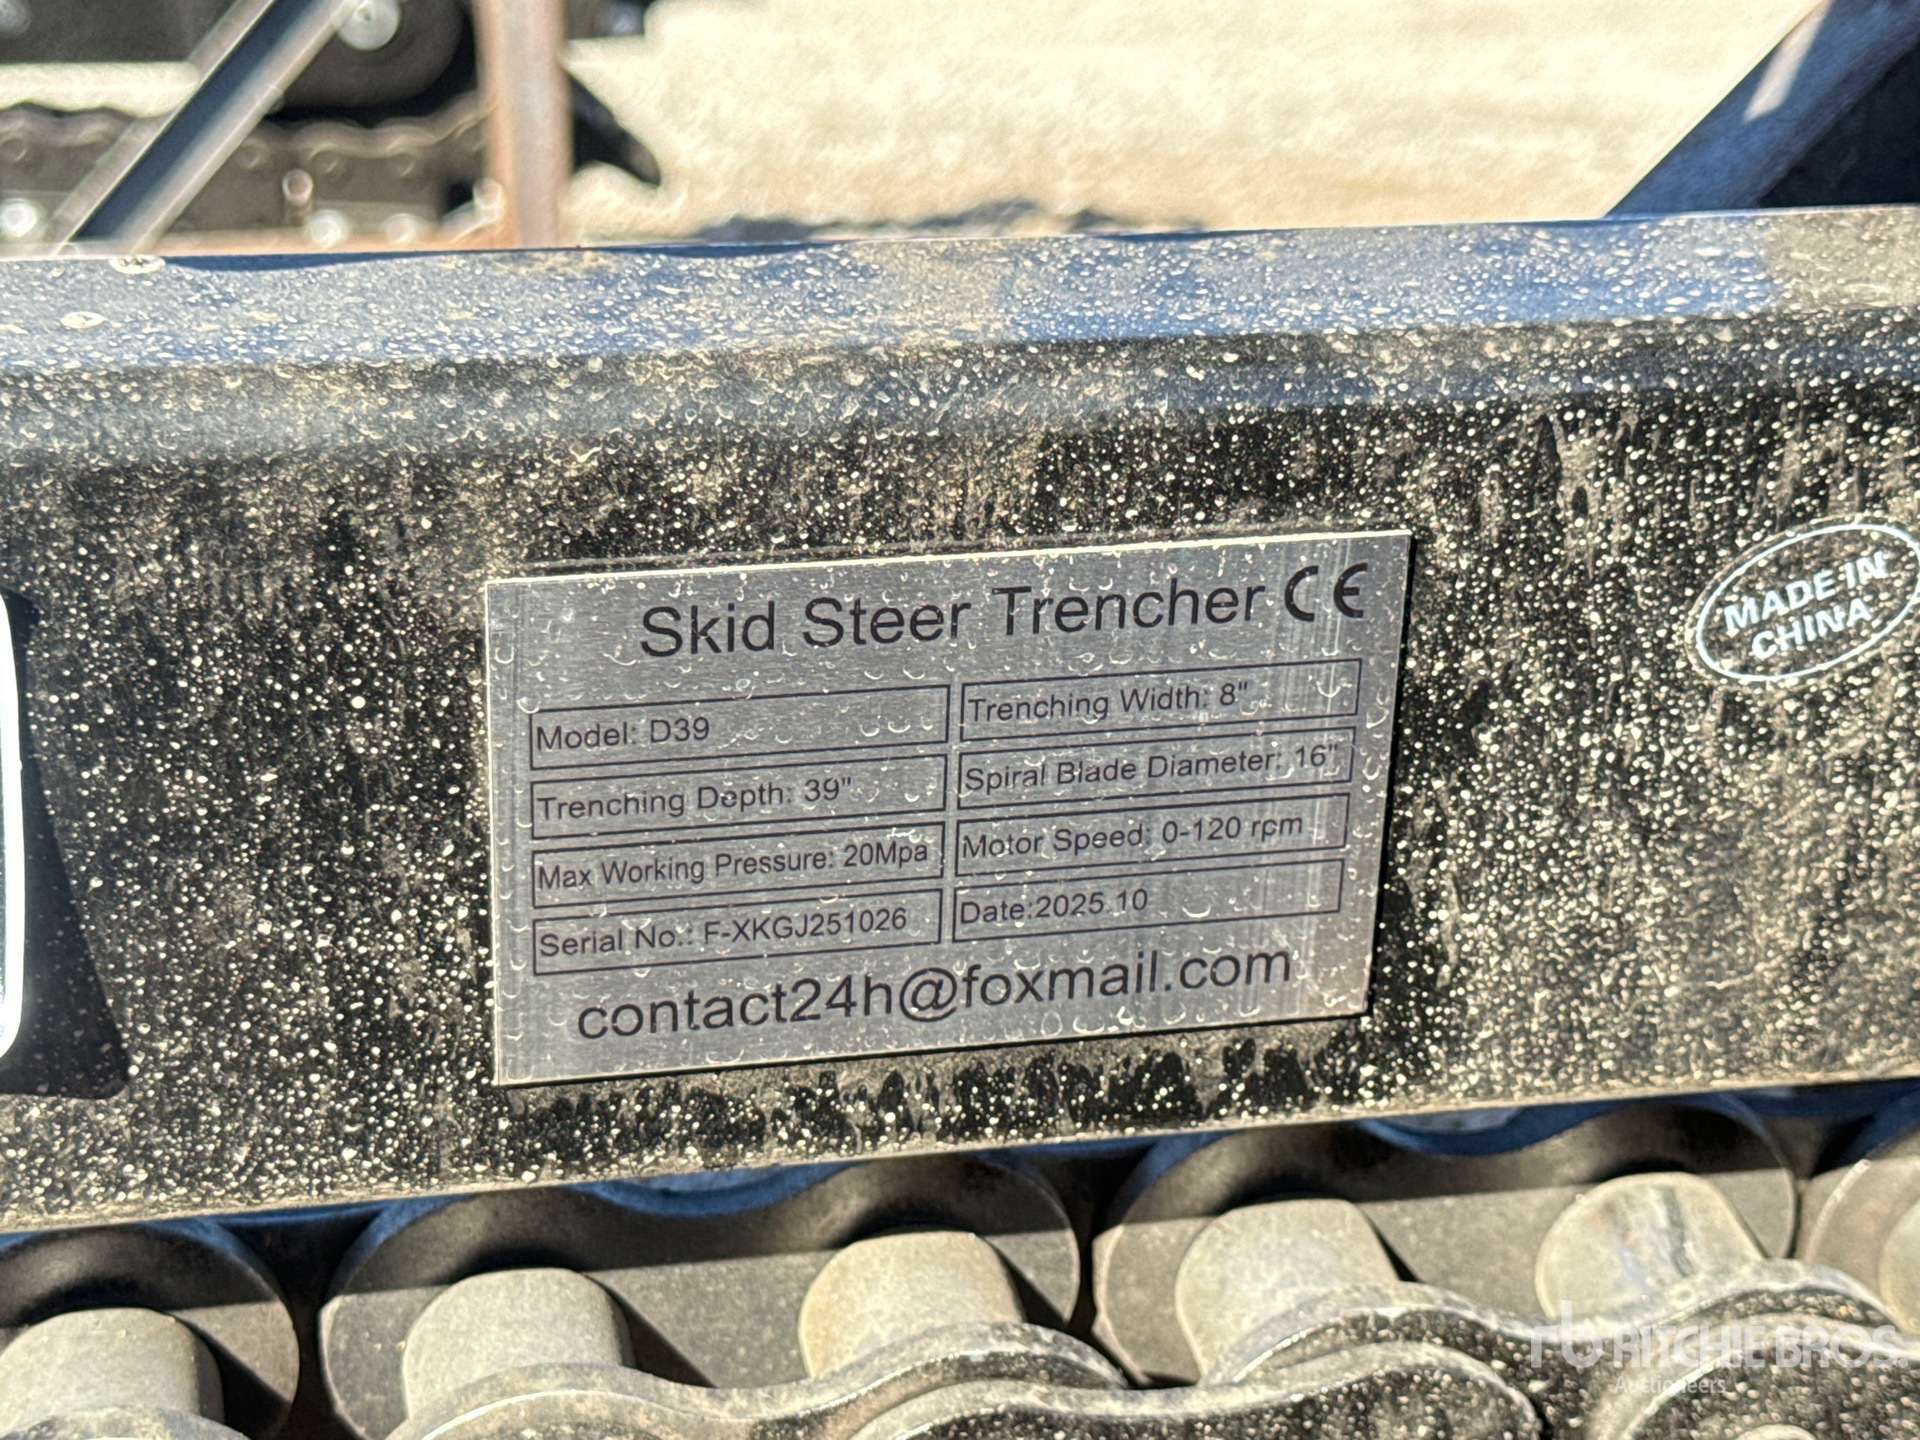 Skid Steer Trencher CE
Model: D39
Trenching Width: 8"
Trenching Depth: 39"
Spiral Blade Diameter: 16"
Max Working Pressure: 20Mpa
Motor Speed: 0-120 rpm
Serial No.: F-XKGJ251026
Date:2025.10
contact24h@foxmail.com
MADE IN
CHINA
rb RITCHIE BROS.
Auctioneers